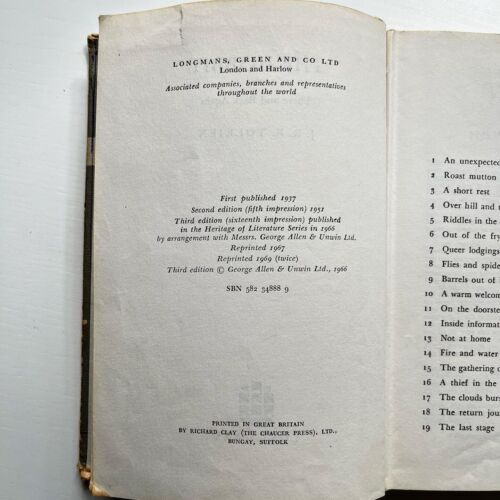 LONGMANS, GREEN AND CO LTD
London and Harlow
Associated companies, branches and representatives
throughout the world
First published 1937
Second edition (fifth impression) 1951
Third edition (sixteenth impression) published
in the Heritage of Literature Series in 1966
by arrangement with Messrs. George Allen & Unwin Ltd.
Reprinted 1967
Reprinted 1969 (twice)
Third edition © George Allen & Unwin Ltd., 1966
SBN 582 34888 9
PRINTED IN GREAT BRITAIN
BY RICHARD CLAY (THE CHAUCER PRESS), LTD.,
BUNGAY, SUFFOLK
1 An unexpected
2 Roast mutton
3 A short rest
4 Over hill and
5 Riddles in the
6 Out of the
7 Queer lodgings
8 Flies and
9 Barrels out of
10 A warm
11 On the
12 Inside
13 Not at home
14 Fire and water
15 The gathering
16 A thief in the
17 The clouds
18 The return
19 The last stage